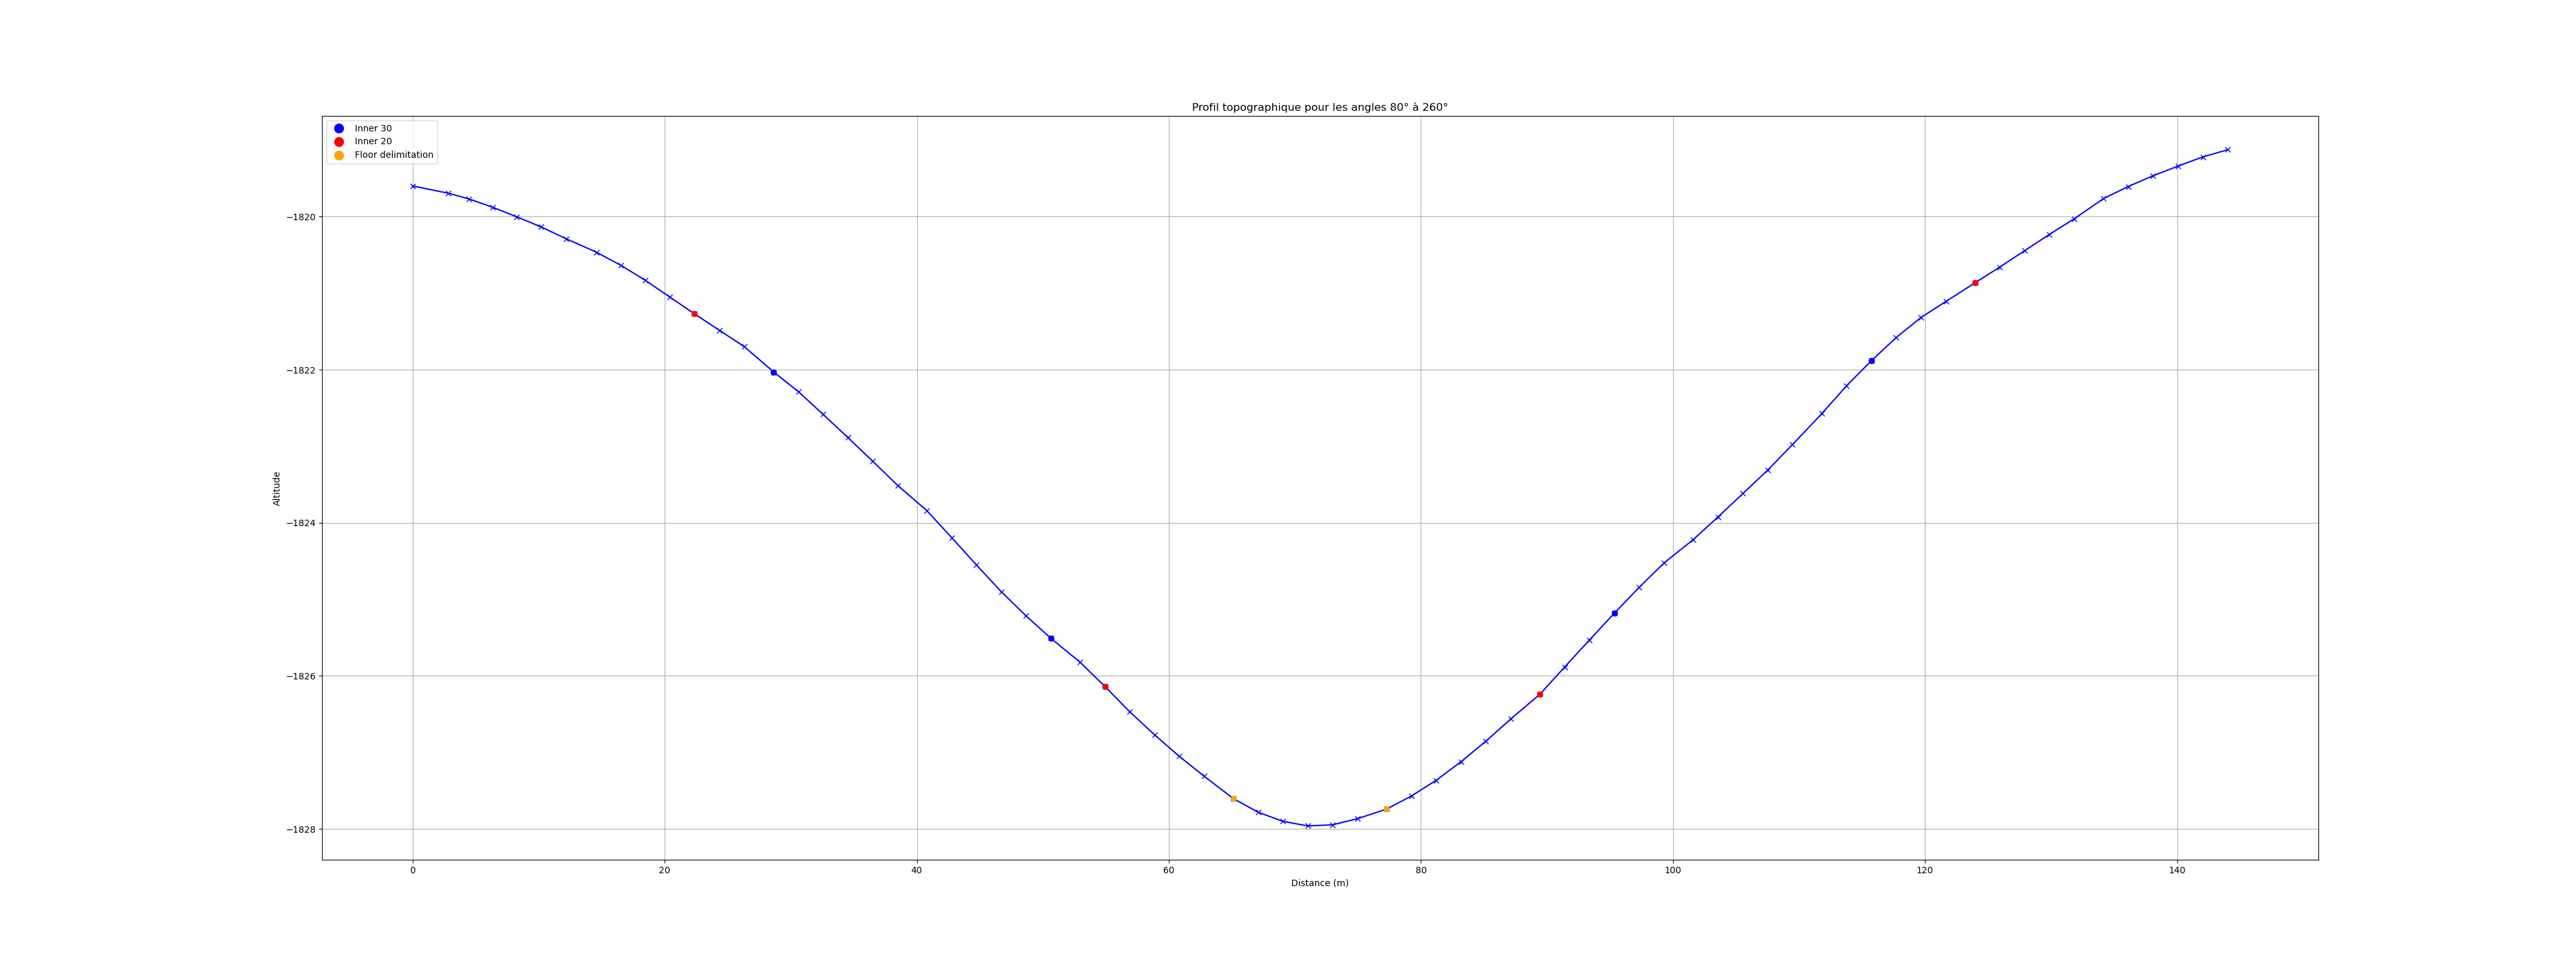 Profil topographique pour les angles 80° à 260°
Inner 30
Inner 20
Floor delimitation
−1820
−1822
−1824
−1826
−1828
Altitude
0 20 40 60 80 100 120 140
Distance (m)